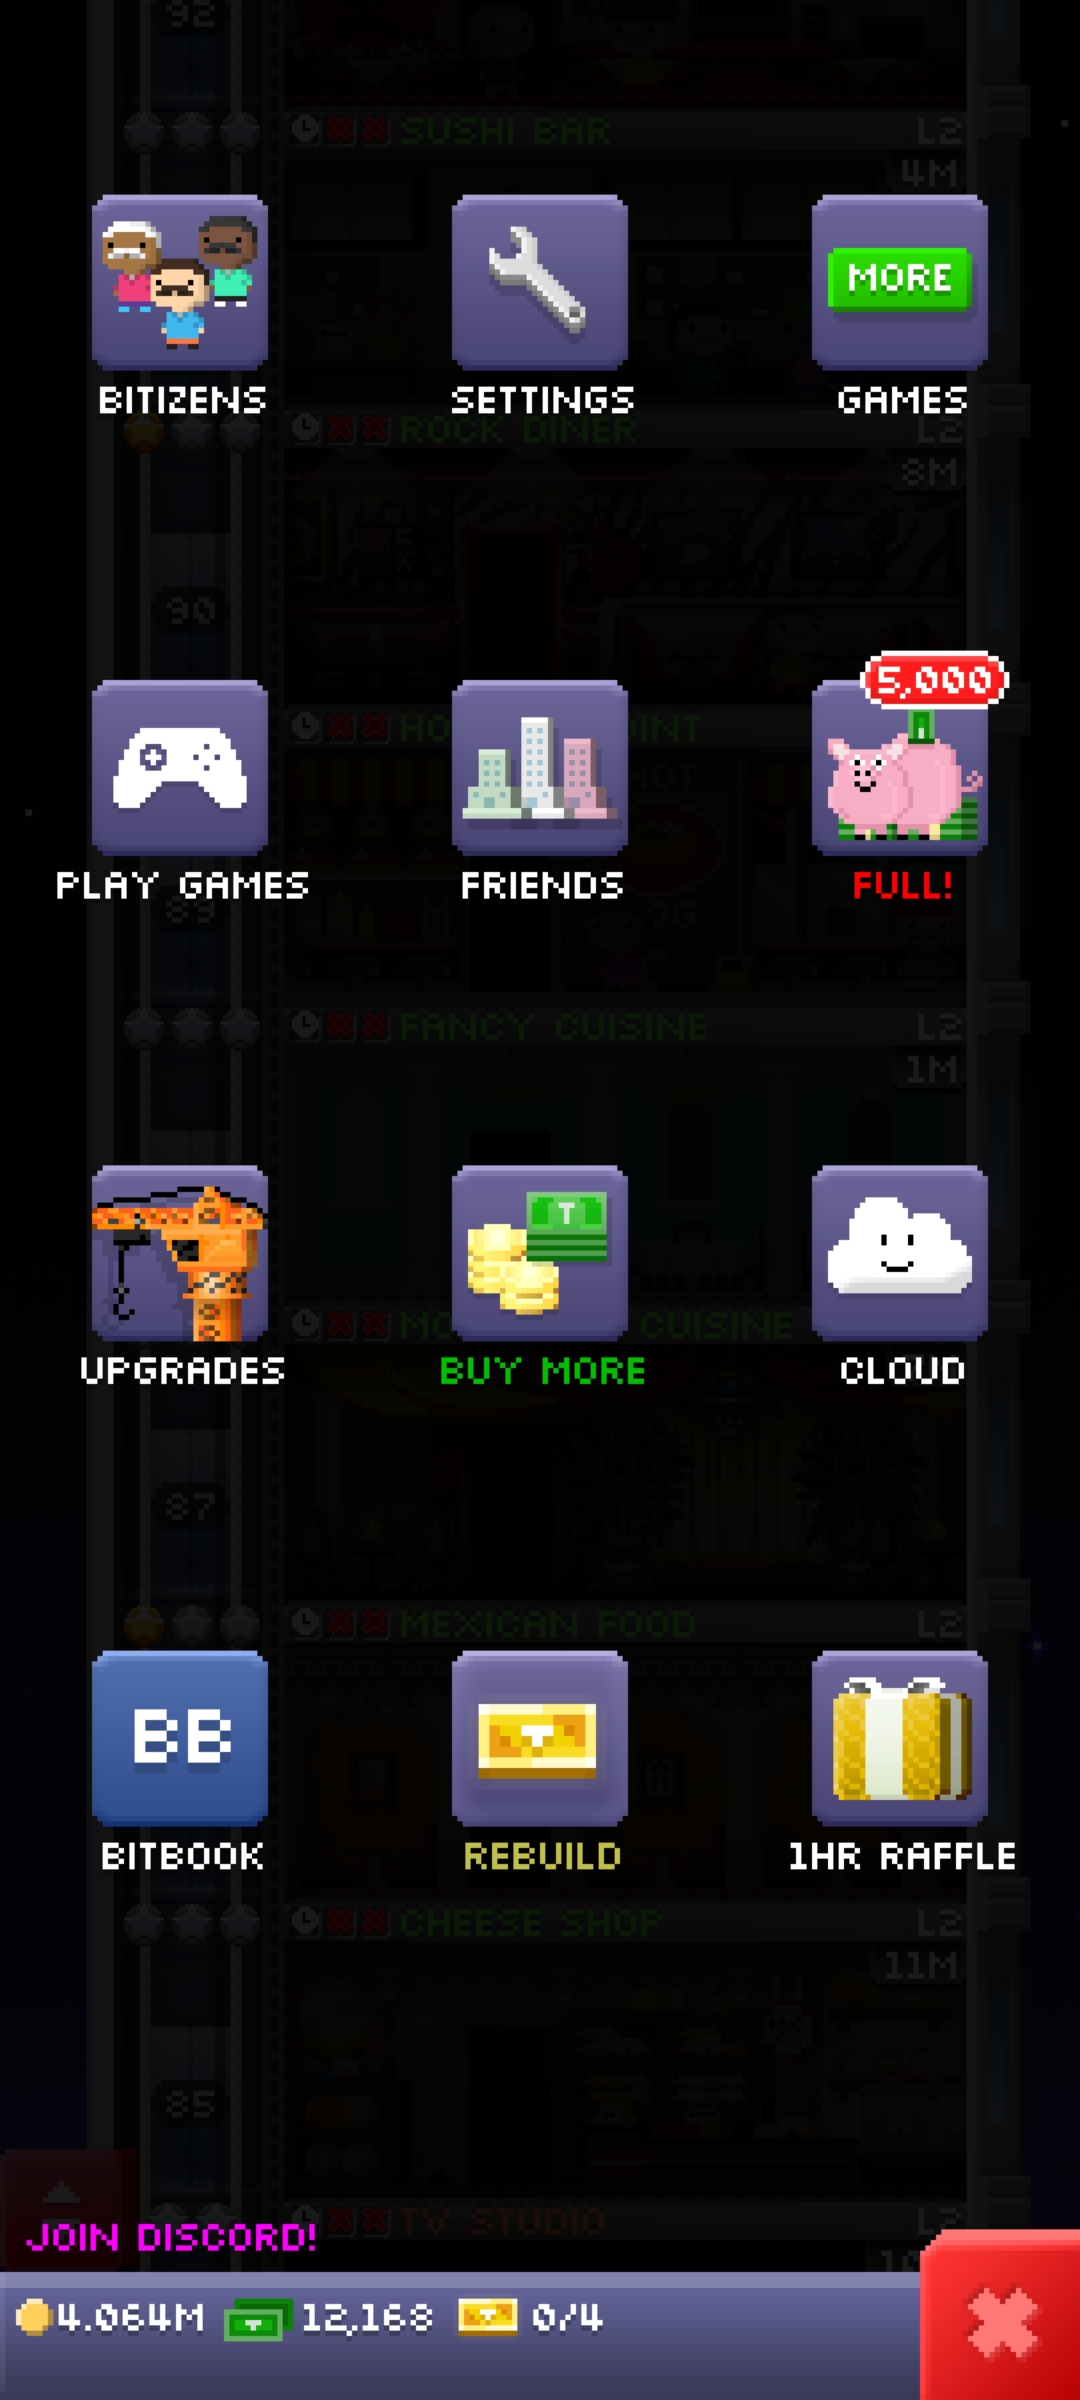 92
SUSHI BAR L2
4M
MORE
BITIZENS SETTINGS GAMES
ROCK DINER L2
8M
90
5,000
PLAY GAMES FRIENDS FULL!
89
FANCY CUISINE L2
1M
T
CUISINE
UPGRADES BUY MORE CLOUD
87
MEXICAN FOOD L2
BB
BITBOOK REBUILD 1HR RAFFLE
CHEESE SHOP L2
11M
85
TV STUDIO
JOIN DISCORD!
4.064M 12,168 0/4